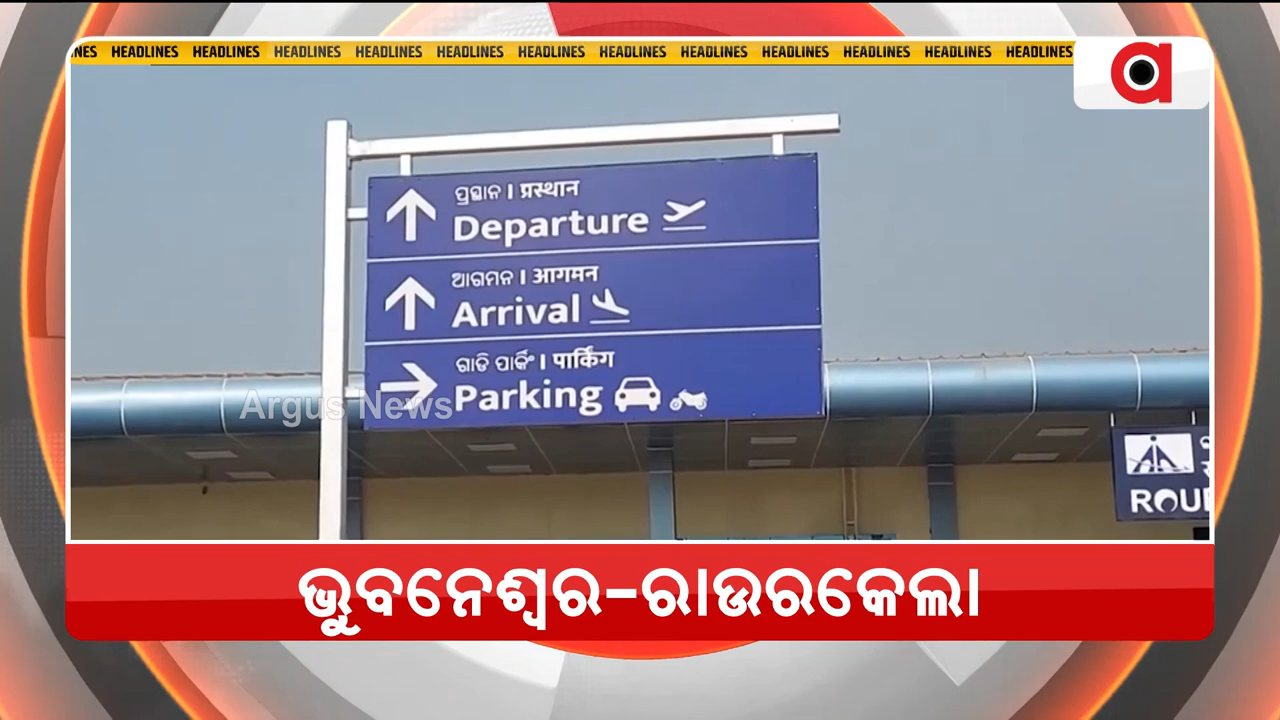 HEADLINES HEADLINES HEADLINES HEADLINES HEADLINES HEADLINES HEADLINES HEADLINES HEADLINES HEADLINES HEADLINES HEADLINES
ପ୍ରସ୍ଥାନ । प्रस्थान
Departure
ଆଗମନ । आगमन
Arrival
ଗାଡି ପାର୍କିଂ । पार्किंग
Parking
Argus News
ଭୁବନେଶ୍ୱର-ରାଉରକେଲା